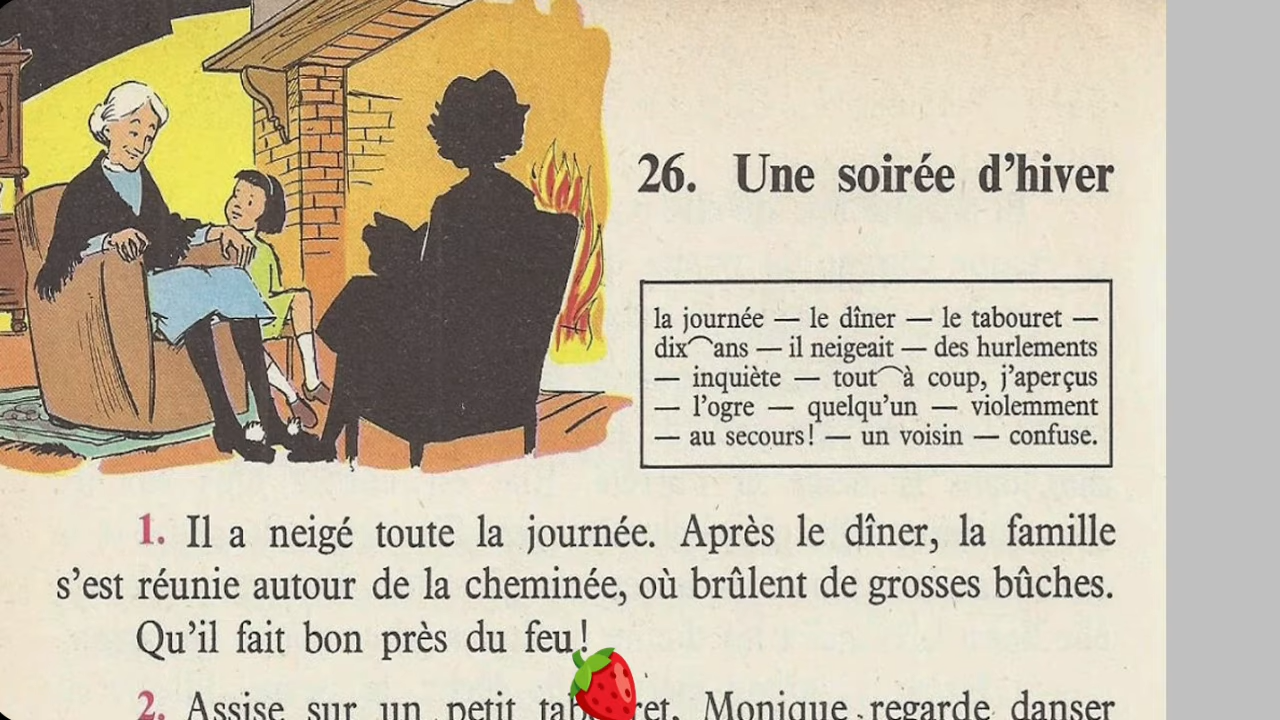 26. Une soirée d'hiver
la journée — le dîner — le tabouret —
dix‿ans — il neigeait — des hurlements
— inquiète — tout‿à coup, j'aperçus
— l'ogre — quelqu'un — violemment
— au secours! — un voisin — confuse.
1. Il a neigé toute la journée. Après le dîner, la famille
s'est réunie autour de la cheminée, où brûlent de grosses bûches.
Qu'il fait bon près du feu!
2. Assise sur un petit Monique regarde danser